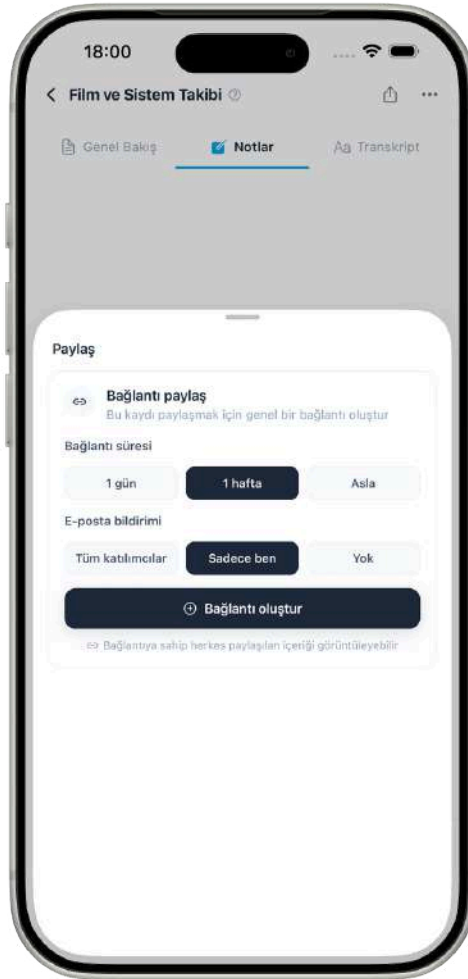 18:00
Film ve Sistem Takibi
Genel Bakış
Notlar
Aa Transkript
Paylaş
Bağlantı paylaş
Bu kaydı paylaşmak için genel bir bağlantı oluştur
Bağlantı süresi
1 gün
1 hafta
Asla
E-posta bildirimi
Tüm katılımcılar
Sadece ben
Yok
Bağlantı oluştur
Bağlantıya sahip herkes paylaşılan içeriği görüntüleyebilir